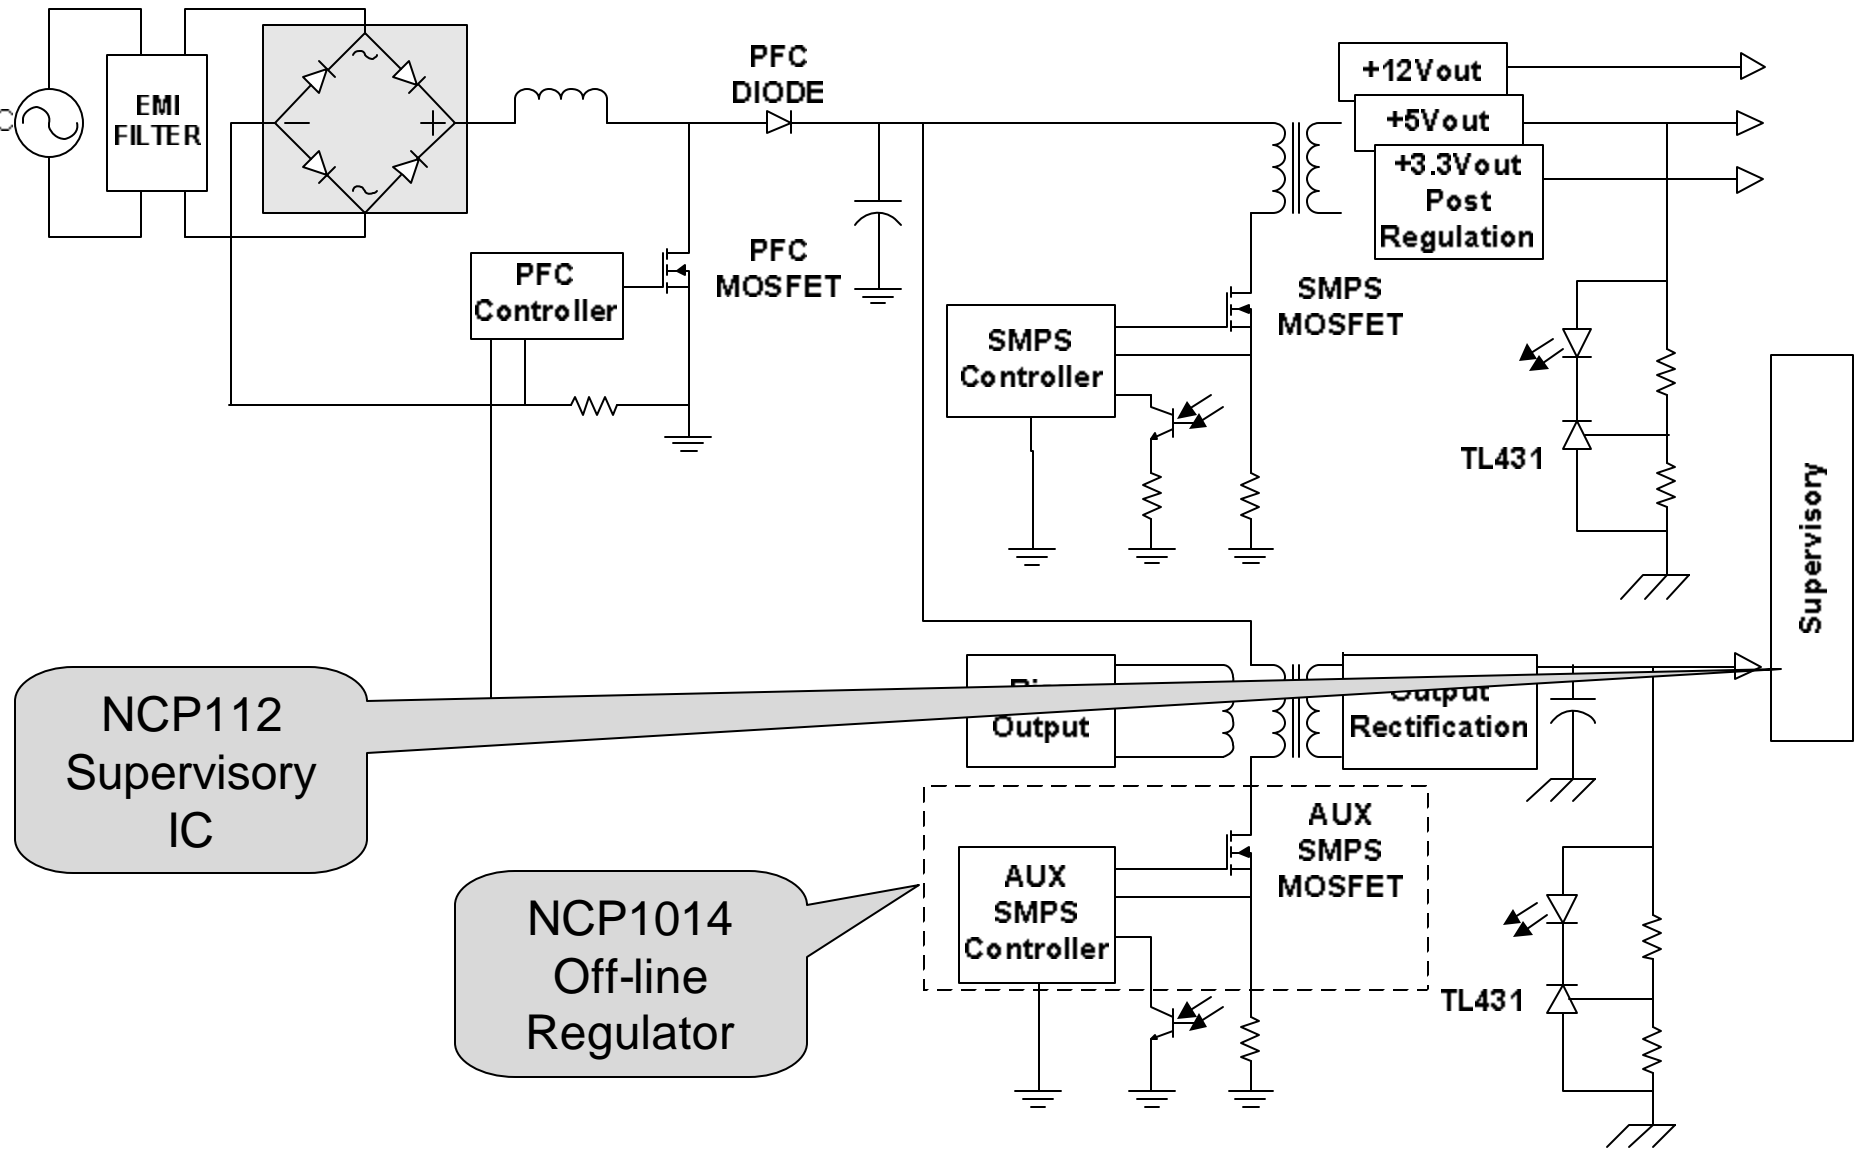 PFC
DIODE
+12Vout
+5Vout
+3.3Vout
Post
Regulation
EMI
FILTER
PFC
MOSFET
PFC
Controller
SMPS
MOSFET
SMPS
Controller
TL431
Supervisory
NCP112
Supervisory
IC
Output
Output
Rectification
AUX
SMPS
MOSFET
AUX
SMPS
Controller
NCP1014
Off-line
Regulator
TL431